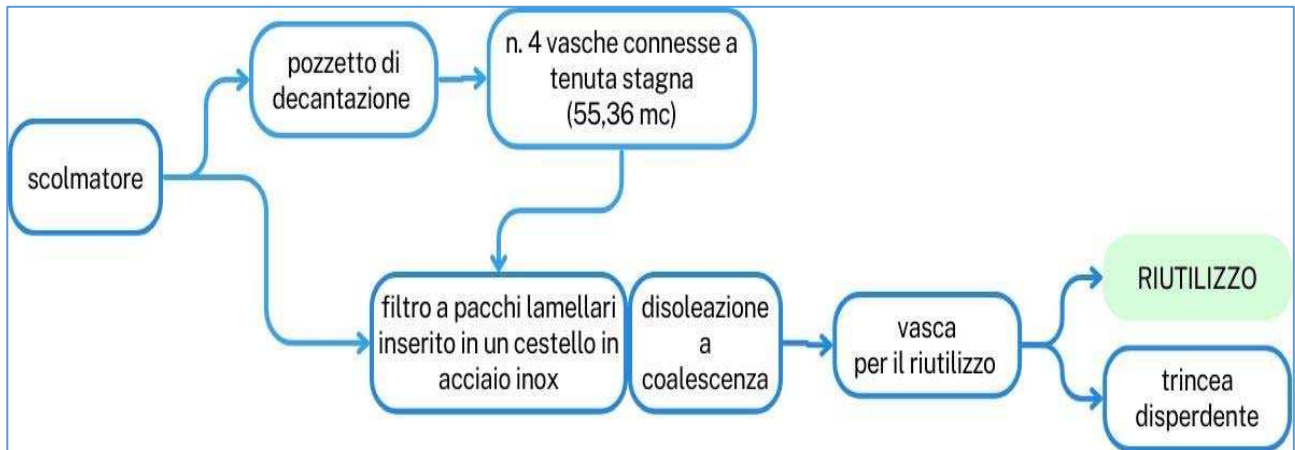 scolmatore
pozzetto di
decantazione
n. 4 vasche connesse a
tenuta stagna
(55,36 mc)
filtro a pacchi lamellari
inserito in un cestello in
acciaio inox
disoleazione
a
coalescenza
vasca
per il riutilizzo
RIUTILIZZO
trincea
disperdente